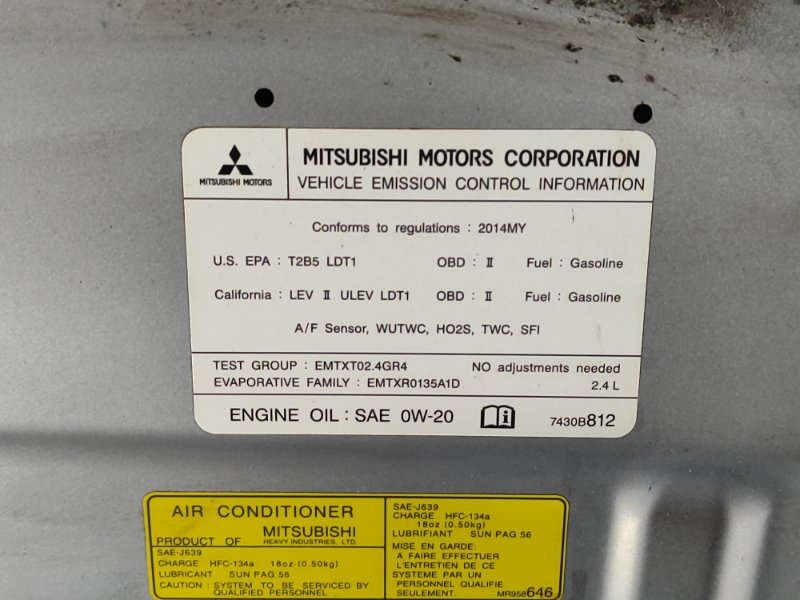 MITSUBISHI MOTORS
MITSUBISHI MOTORS CORPORATION
VEHICLE EMISSION CONTROL INFORMATION
Conforms to regulations : 2014MY
U.S. EPA : T2B5 LDT1 OBD : Ⅱ Fuel : Gasoline
California : LEV Ⅱ ULEV LDT1 OBD : Ⅱ Fuel : Gasoline
A/F Sensor, WUTWC, HO2S, TWC, SFI
TEST GROUP : EMTXT02.4GR4 NO adjustments needed
EVAPORATIVE FAMILY : EMTXR0135A1D 2.4 L
ENGINE OIL : SAE 0W-20 7430B812
AIR CONDITIONER
PRODUCT OF MITSUBISHI
HEAVY INDUSTRIES, LTD.
SAE-J639
CHARGE HFC-134a 18oz (0.50kg)
LUBRICANT SUN PAG 56
CAUTION : SYSTEM TO BE SERVICED BY
QUALIFIED PERSONNEL
SAE-J639
CHARGE HFC-134a
18oz (0.50kg)
LUBRIFIANT SUN PAG 56
MISE EN GARDE:
A FAIRE EFFECTUER
L'ENTRETIEN DE CE
SYSTEME PAR UN
PERSONNEL QUALIFIE
SEULEMENT. MR958646